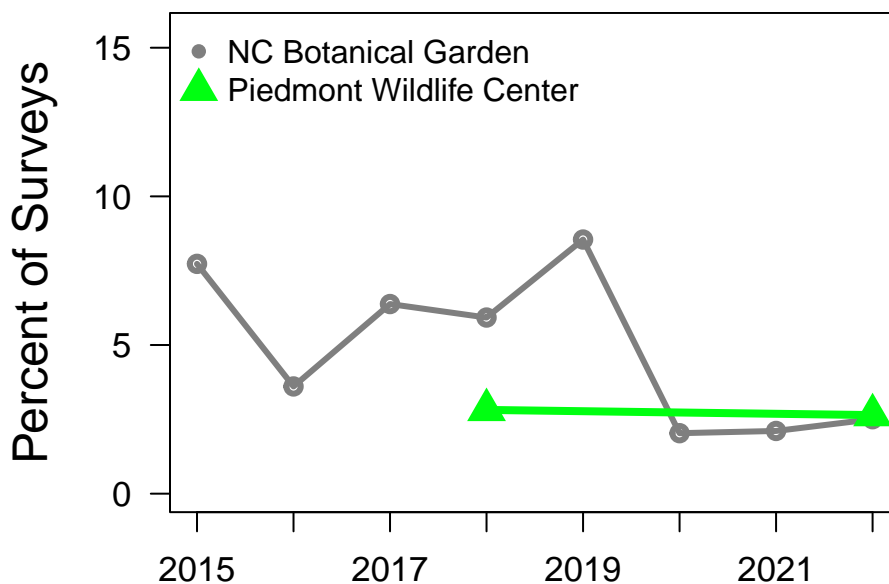 Percent of Surveys
15
10
5
0
NC Botanical Garden
Piedmont Wildlife Center
2015 2017 2019 2021